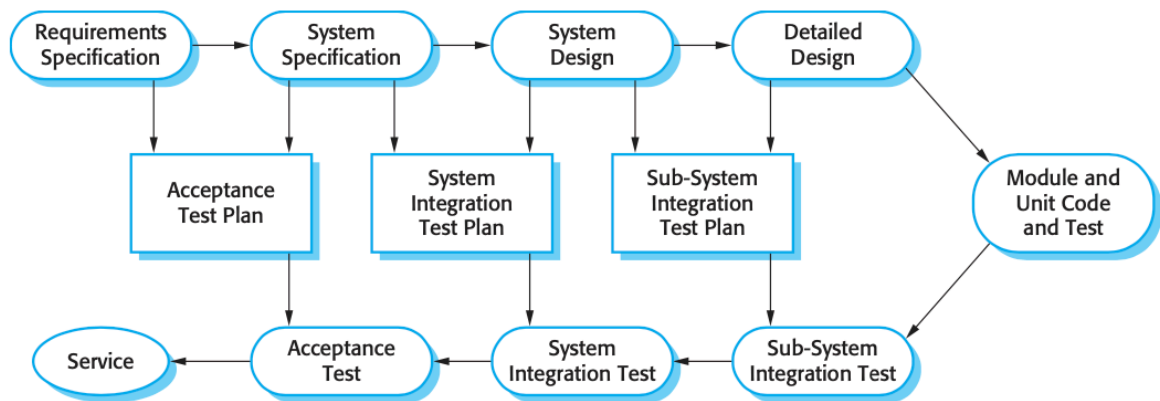 Requirements
Specification
System
Specification
System
Design
Detailed
Design
Acceptance
Test Plan
System
Integration
Test Plan
Sub-System
Integration
Test Plan
Module and
Unit Code
and Test
Service
Acceptance
Test
System
Integration Test
Sub-System
Integration Test